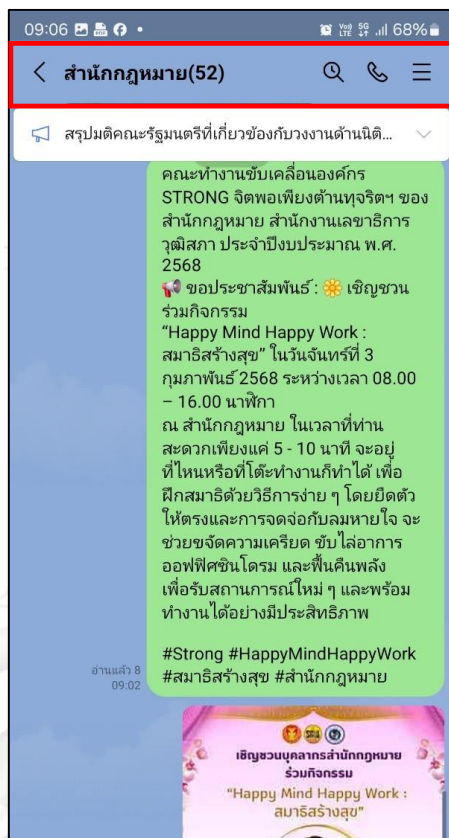 09:06
Vo)) LTE 5G 68%
สำนักกฎหมาย(52)
สรุปมติคณะรัฐมนตรีที่เกี่ยวข้องกับวงงานด้านนิติ...
คณะทำงานขับเคลื่อนองค์กร
STRONG จิตพอเพียงต้านทุจริตฯ ของ
สำนักกฎหมาย สำนักงานเลขาธิการ
วุฒิสภา ประจำปีงบประมาณ พ.ศ.
2568
📢 ขอประชาสัมพันธ์ : 🌼 เชิญชวน
ร่วมกิจกรรม
“Happy Mind Happy Work :
สมาธิสร้างสุข” ในวันจันทร์ที่ 3
กุมภาพันธ์ 2568 ระหว่างเวลา 08.00
– 16.00 นาฬิกา
ณ สำนักกฎหมาย ในเวลาที่ท่าน
สะดวกเพียงแค่ 5 - 10 นาที จะอยู่
ที่ไหนหรือที่โต๊ะทำงานก็ทำได้ เพื่อ
ฝึกสมาธิด้วยวิธีการง่าย ๆ โดยยืดตัว
ให้ตรงและการจดจ่อกับลมหายใจ จะ
ช่วยขจัดความเครียด ขับไล่อาการ
ออฟฟิศซินโดรม และฟื้นคืนพลัง
เพื่อรับสถานการณ์ใหม่ ๆ และพร้อม
ทำงานได้อย่างมีประสิทธิภาพ
#Strong #HappyMindHappyWork
#สมาธิสร้างสุข #สำนักกฎหมาย
อ่านแล้ว 8
09:02
เชิญชวนบุคลากรสำนักกฎหมาย
ร่วมกิจกรรม
“Happy Mind Happy Work :
สมาธิสร้างสุข”